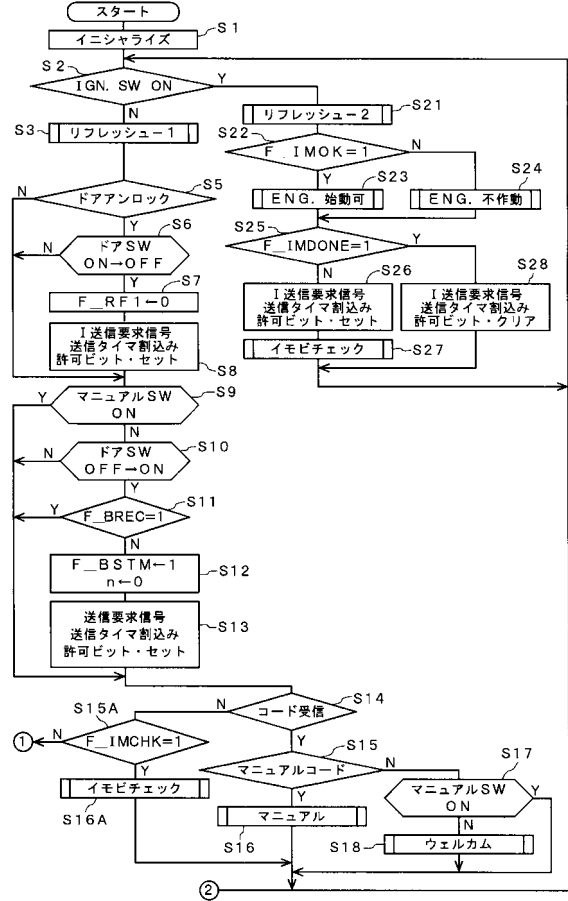 スタート
イニシャライズ
S1
S2
IGN. SW ON
Y
N
S3
リフレッシュー1
S5
N
ドアアンロック
Y
S6
N
ドアSW
ON→OFF
Y
S7
F_RF1←0
I送信要求信号
送信タイマ割込み
許可ビット・セット
S8
S9
Y
マニュアルSW
ON
N
S10
N
ドアSW
OFF→ON
Y
S11
Y
F_BREC=1
N
F_BSTM←1
n←0
S12
送信要求信号
送信タイマ割込み
許可ビット・セット
S13
リフレッシュー2
S21
S22
F_IMOK=1
N
Y
S23
ENG. 始動可
S24
ENG. 不作動
S25
F_IMDONE=1
Y
N
S26
I送信要求信号
送信タイマ割込み
許可ビット・セット
S28
I送信要求信号
送信タイマ割込み
許可ビット・クリア
イモビチェック
S27
N
コード受信
S14
Y
S15A
1
N
F_IMCHK=1
Y
イモビチェック
S16A
S15
マニュアルコード
N
Y
マニュアル
S16
S17
マニュアルSW
ON
Y
N
S18
ウェルカム
2